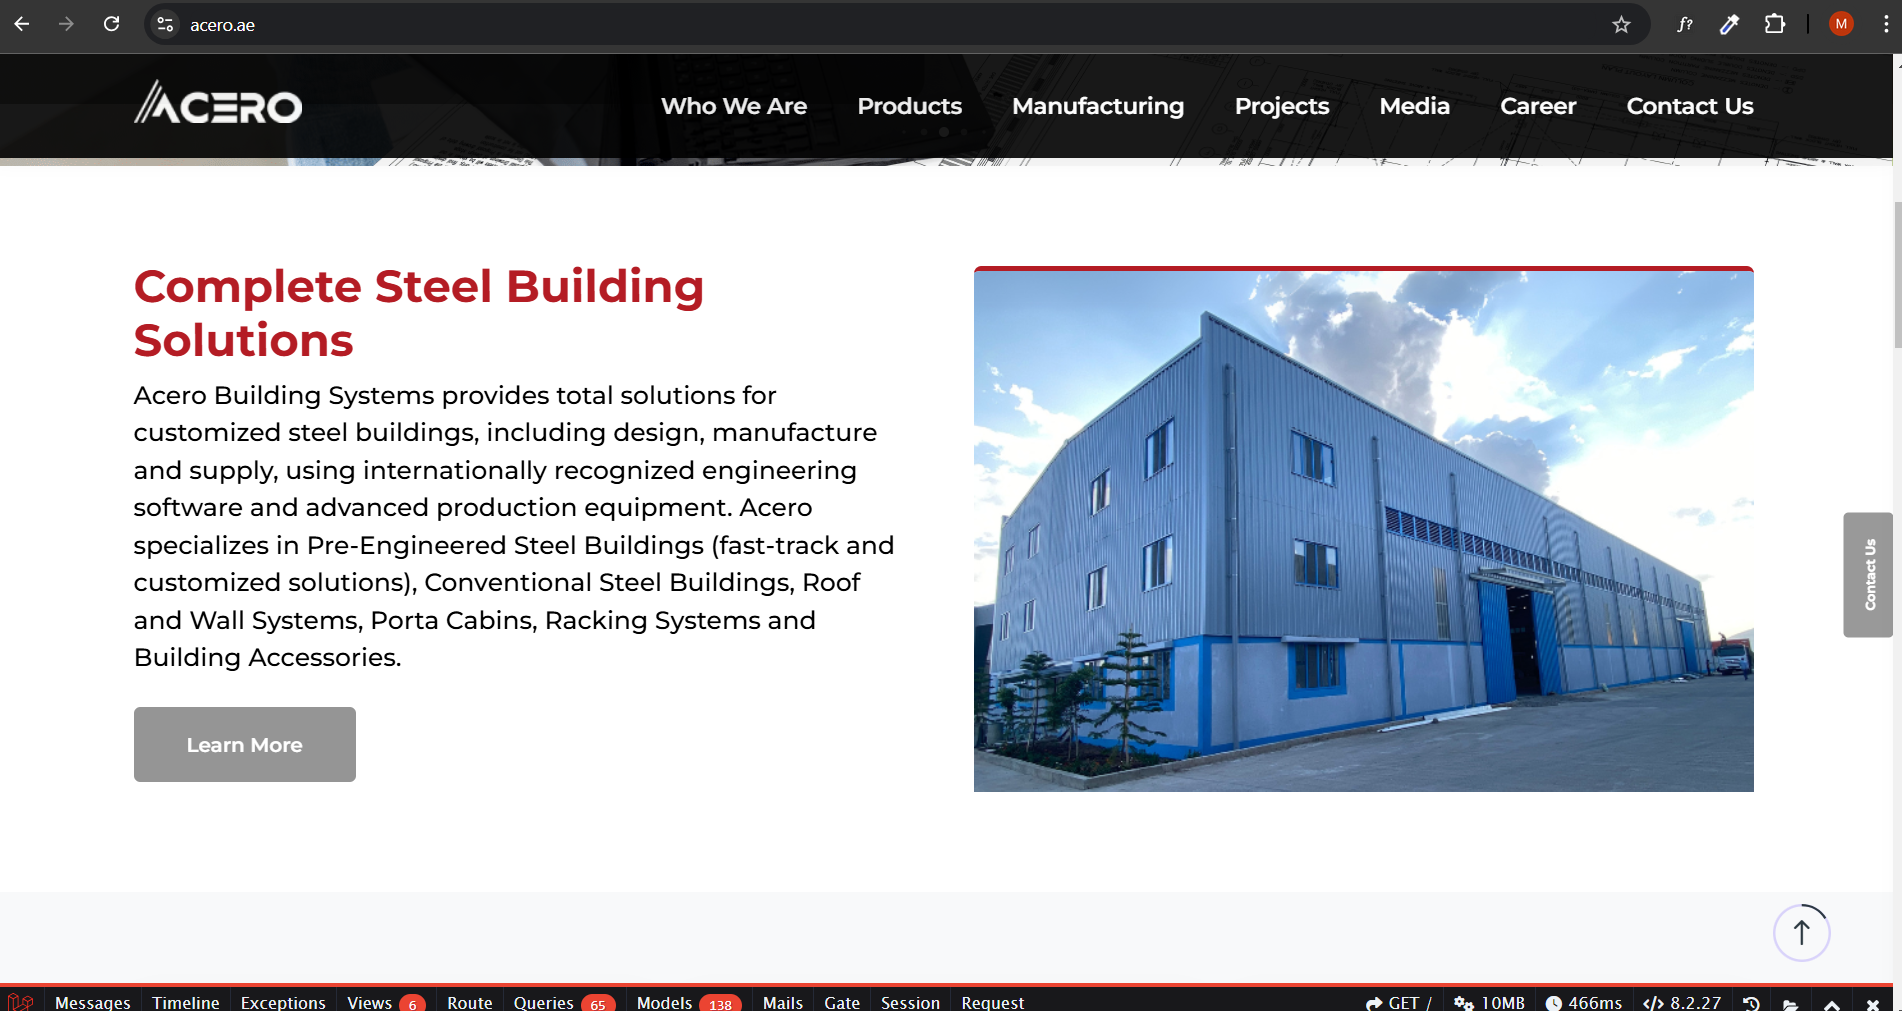 acero.ae
f?
M
ACERO
Who We Are
Products
Manufacturing
Projects
Media
Career
Contact Us
Complete Steel Building
Solutions
Acero Building Systems provides total solutions for
customized steel buildings, including design, manufacture
and supply, using internationally recognized engineering
software and advanced production equipment. Acero
specializes in Pre-Engineered Steel Buildings (fast-track and
customized solutions), Conventional Steel Buildings, Roof
and Wall Systems, Porta Cabins, Racking Systems and
Building Accessories.
Learn More
Contact Us
Messages
Timeline
Exceptions
Views 6
Route
Queries 65
Models 138
Mails
Gate
Session
Request
GET /
10MB
466ms
8.2.27